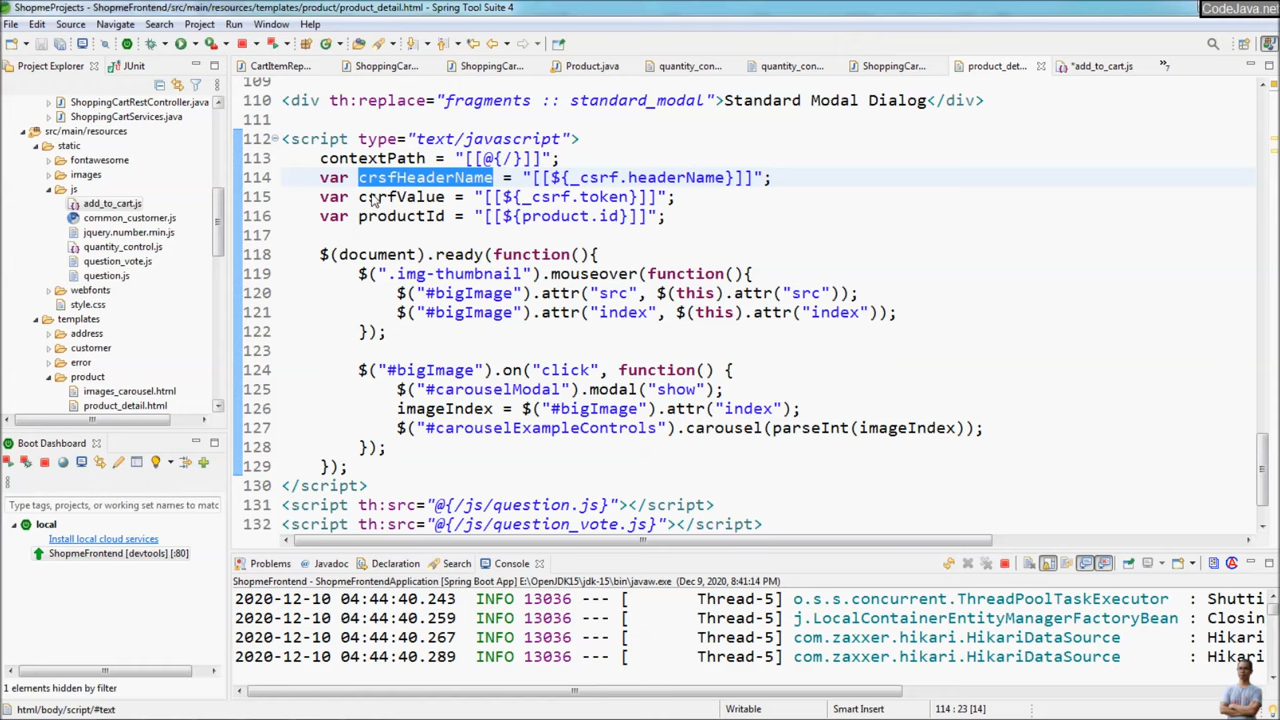 ShopmeProjects - ShopmeFrontend/src/main/resources/templates/product/product_detail.html - Spring Tool Suite 4
CodeJava.net
File Edit Source Navigate Search Project Run Window Help
Project Explorer JUnit
CartItemRep... ShoppingCar... ShoppingCar... Product.java quantity_con... quantity_con... ShoppingCar... product_det... *add_to_cart.js
ShoppingCartRestController.java
ShoppingCartServices.java
src/main/resources
static
fontawesome
images
js
add_to_cart.js
common_customer.js
jquery.number.min.js
quantity_control.js
question_vote.js
question.js
webfonts
style.css
templates
address
customer
error
product
images_carousel.html
product_detail.html
109
110 <div th:replace="fragments :: standard_modal">Standard Modal Dialog</div>
111
112 <script type="text/javascript">
113 contextPath = "[[@{/}]]";
114 var crsfHeaderName = "[[${_csrf.headerName}]]";
115 var csrfValue = "[[${_csrf.token}]]";
116 var productId = "[[${product.id}]]";
117
118 $(document).ready(function(){
119 $(".img-thumbnail").mouseover(function(){
120 $("#bigImage").attr("src", $(this).attr("src"));
121 $("#bigImage").attr("index", $(this).attr("index"));
122 });
123
124 $("#bigImage").on("click", function() {
125 $("#carouselModal").modal("show");
126 imageIndex = $("#bigImage").attr("index");
127 $("#carouselExampleControls").carousel(parseInt(imageIndex));
128 });
129 });
130 </script>
131 <script th:src="@{/js/question.js}"></script>
132 <script th:src="@{/js/question_vote.js}"></script>
Boot Dashboard
Type tags, projects, or working set names to matc
local
Install local cloud services
ShopmeFrontend [devtools] [:80]
1 elements hidden by filter
Problems Javadoc Declaration Search Console
ShopmeFrontend - ShopmeFrontendApplication [Spring Boot App] E:\OpenJDK15\jdk-15\bin\javaw.exe (Dec 9, 2020, 8:41:14 PM)
2020-12-10 04:44:40.243 INFO 13036 --- [ Thread-5] o.s.s.concurrent.ThreadPoolTaskExecutor : Shutti
2020-12-10 04:44:40.259 INFO 13036 --- [ Thread-5] j.LocalContainerEntityManagerFactoryBean : Closin
2020-12-10 04:44:40.267 INFO 13036 --- [ Thread-5] com.zaxxer.hikari.HikariDataSource : Hikari
2020-12-10 04:44:40.289 INFO 13036 --- [ Thread-5] com.zaxxer.hikari.HikariDataSource : Hikari
html/body/script/#text Writable Smart Insert 114 : 23 [14]